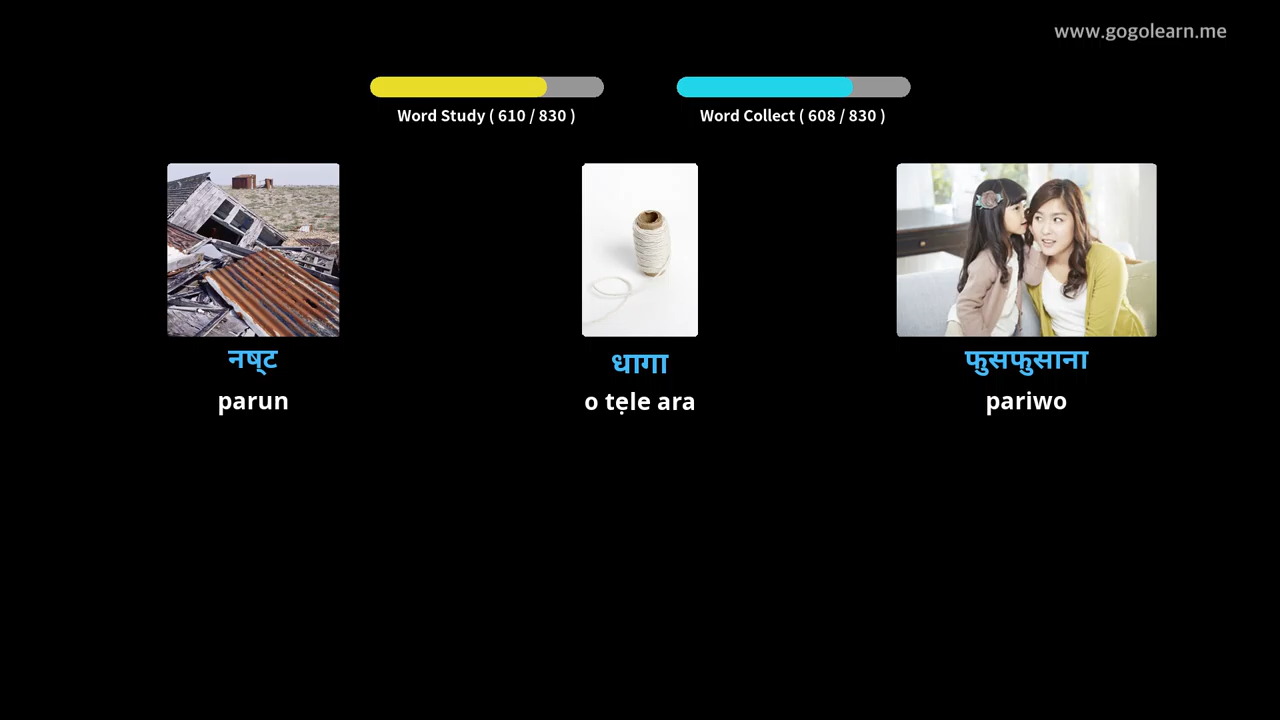 www.gogolearn.me
Word Study ( 610 / 830 )
Word Collect ( 608 / 830 )
नष्ट
धागा
फुसफुसाना
parun
o tẹle ara
pariwo